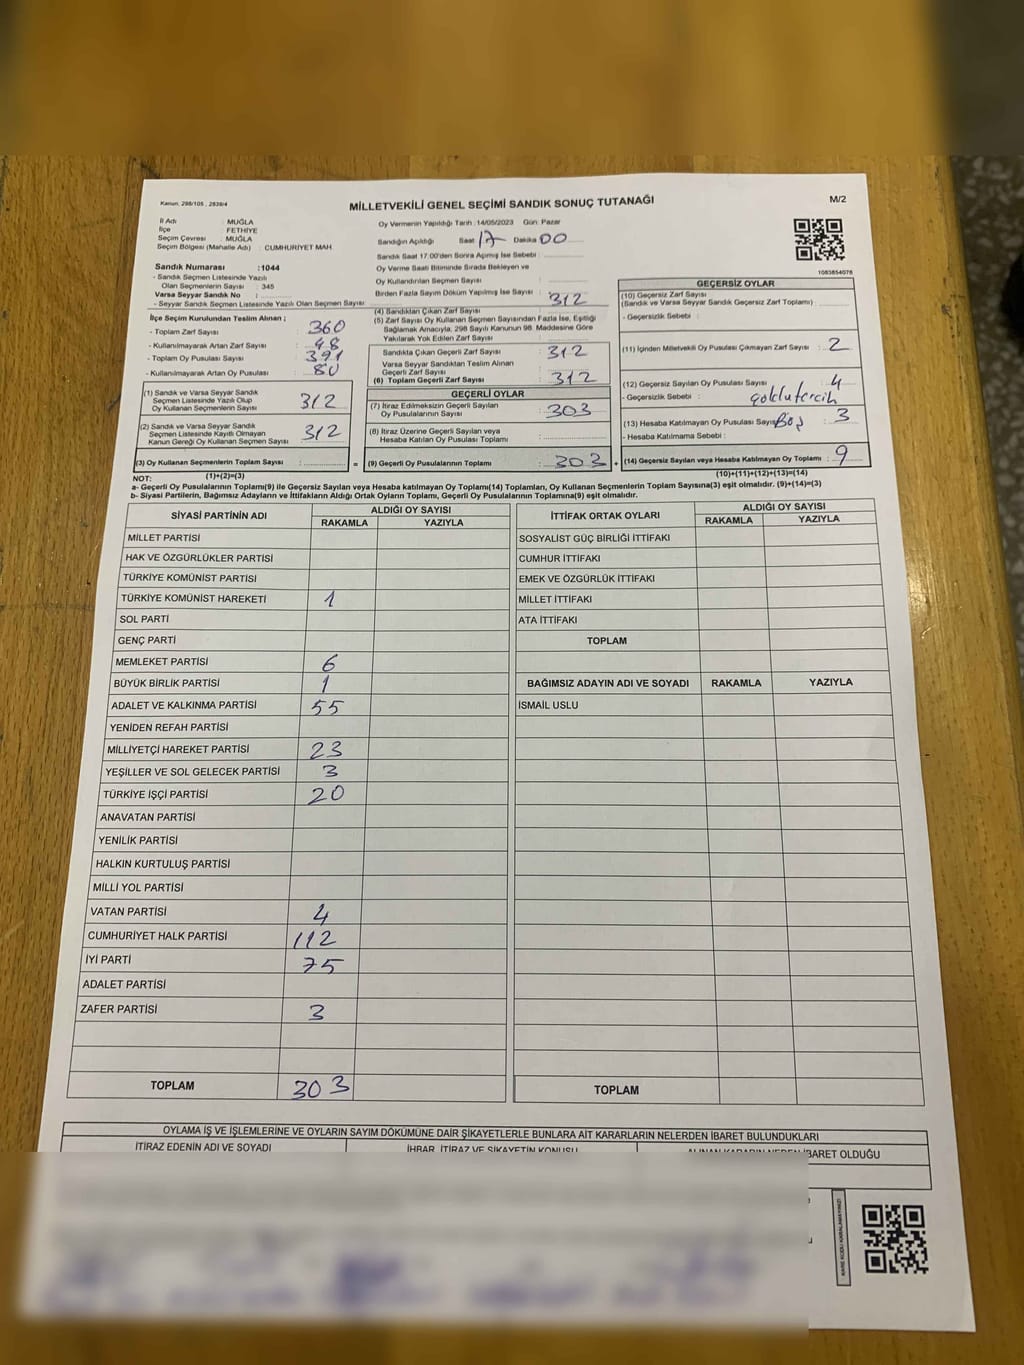 Kanun, 298/105 , 2839/4
MİLLETVEKİLİ GENEL SEÇİMİ SANDIK SONUÇ TUTANAĞI
M/2
İl Adı : MUĞLA
İlçe : FETHİYE
Seçim Çevresi : MUĞLA
Seçim Bölgesi (Mahalle Adı) : CUMHURİYET MAH.
Sandık Numarası :1044
- Sandık Seçmen Listesinde Yazılı
Olan Seçmenlerin Sayısı : 345
Varsa Seyyar Sandık No :
- Seyyar Sandık Seçmen Listesinde Yazılı Olan Seçmen Sayısı :
İlçe Seçim Kurulundan Teslim Alınan ;
- Toplam Zarf Sayısı : 360
- Kullanılmayarak Artan Zarf Sayısı : 48
- Toplam Oy Pusulası Sayısı : 391
- Kullanılmayarak Artan Oy Pusulası : 80
(1) Sandık ve Varsa Seyyar Sandık
Seçmen Listesinde Yazılı Olup
Oy Kullanan Seçmenlerin Sayısı : 312
(2) Sandık ve Varsa Seyyar Sandık
Seçmen Listesinde Kayıtlı Olmayan
Kanun Gereği Oy Kullanan Seçmen Sayısı : 312
(3) Oy Kullanan Seçmenlerin Toplam Sayısı :
(1)+(2)=(3)
Oy Vermenin Yapıldığı Tarih :14/05/2023 Gün: Pazar
Sandığın Açıldığı Saat 17 Dakika 00
Sandık Saat 17.00'den Sonra Açımış İse Sebebi :
Oy Verme Saati Bitiminde Sırada Bekleyen ve
Oy Kullandırılan Seçmen Sayısı :
Birden Fazla Sayım Döküm Yapılmış İse Sayısı :
(4) Sandıktan Çıkan Zarf Sayısı : 312
(5) Zarf Sayısı Oy Kullanan Seçmen Sayısından Fazla İse, Eşitliği
Sağlamak Amacıyla, 298 Sayılı Kanunun 98. Maddesine Göre
Yakılarak Yok Edilen Zarf Sayısı :
Sandıkta Çıkan Geçerli Zarf Sayısı : 312
Varsa Seyyar Sandıktan Teslim Alınan
Geçerli Zarf Sayısı :
(6) Toplam Geçerli Zarf Sayısı : 312
GEÇERLİ OYLAR
(7) İtiraz Edilmeksizin Geçerli Sayılan
Oy Pusulalarının Sayısı : 303
(8) İtiraz Üzerine Geçerli Sayılan veya
Hesaba Katılan Oy Pusulası Toplamı :
= (9) Geçerli Oy Pusulalarının Toplamı : 303 +
1083854076
GEÇERSİZ OYLAR
(10) Geçersiz Zarf Sayısı
(Sandık ve Varsa Seyyar Sandık Geçersiz Zarf Toplamı) :
- Geçersizlik Sebebi :
(11) İçinden Milletvekili Oy Pusulası Çıkmayan Zarf Sayısı : 2
(12) Geçersiz Sayılan Oy Pusulası Sayısı : 4
- Geçersizlik Sebebi : çoklu tercih
(13) Hesaba Katılmayan Oy Pusulası Sayısı Boş : 3
- Hesaba Katılmama Sebebi :
(14) Geçersiz Sayılan veya Hesaba Katılmayan Oy Toplamı : 9
(10)+(11)+(12)+(13)=(14)
NOT:
a- Geçerli Oy Pusulalarının Toplamı(9) ile Geçersiz Sayılan veya Hesaba katılmayan Oy Toplamı(14) Toplamları, Oy Kullanan Seçmenlerin Toplam Sayısına(3) eşit olmalıdır. (9)+(14)=(3)
b- Siyasi Partilerin, Bağımsız Adayların ve İttifakların Aldığı Ortak Oyların Toplamı, Geçerli Oy Pusulalarının Toplamına(9) eşit olmalıdır.
SİYASİ PARTİNİN ADI ALDIĞI OY SAYISI
RAKAMLA YAZIYLA
MİLLET PARTİSİ
HAK VE ÖZGÜRLÜKLER PARTİSİ
TÜRKİYE KOMÜNİST PARTİSİ
TÜRKİYE KOMÜNİST HAREKETİ 1
SOL PARTİ
GENÇ PARTİ
MEMLEKET PARTİSİ 6
BÜYÜK BİRLİK PARTİSİ 1
ADALET VE KALKINMA PARTİSİ 55
YENİDEN REFAH PARTİSİ
MİLLİYETÇİ HAREKET PARTİSİ 23
YEŞİLLER VE SOL GELECEK PARTİSİ 3
TÜRKİYE İŞÇİ PARTİSİ 20
ANAVATAN PARTİSİ
YENİLİK PARTİSİ
HALKIN KURTULUŞ PARTİSİ
MİLLİ YOL PARTİSİ
VATAN PARTİSİ 4
CUMHURİYET HALK PARTİSİ 112
İYİ PARTİ 75
ADALET PARTİSİ
ZAFER PARTİSİ 3
TOPLAM 303
İTTİFAK ORTAK OYLARI ALDIĞI OY SAYISI
RAKAMLA YAZIYLA
SOSYALİST GÜÇ BİRLİĞİ İTTİFAKI
CUMHUR İTTİFAKI
EMEK VE ÖZGÜRLÜK İTTİFAKI
MİLLET İTTİFAKI
ATA İTTİFAKI
TOPLAM
BAĞIMSIZ ADAYIN ADI VE SOYADI RAKAMLA YAZIYLA
İSMAİL USLU
TOPLAM
OYLAMA İŞ VE İŞLEMLERİNE VE OYLARIN SAYIM DÖKÜMÜNE DAİR ŞİKAYETLERLE BUNLARA AİT KARARLARIN NELERDEN İBARET BULUNDUKLARI
İTİRAZ EDENİN ADI VE SOYADI İHBAR, İTİRAZ VE ŞİKAYETİN KONUSU ALINAN KARARIN NEDEN İBARET OLDUĞU